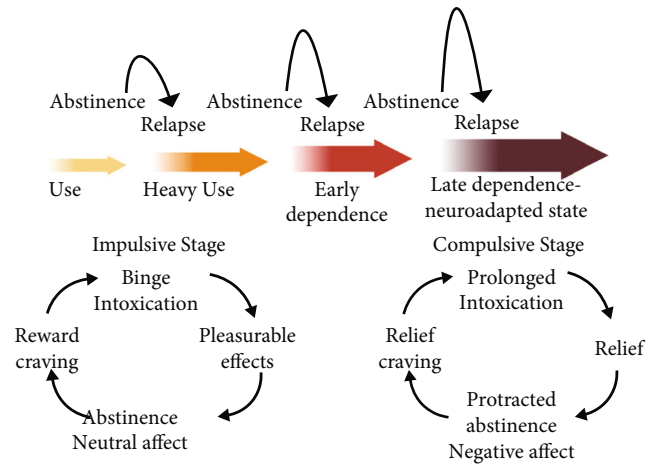 Abstinence
Relapse
Abstinence
Relapse
Abstinence
Relapse
Use
Heavy Use
Early
dependence
Late dependence-
neuroadapted state
Impulsive Stage
Binge
Intoxication
Pleasurable
effects
Abstinence
Neutral affect
Reward
craving
Compulsive Stage
Prolonged
Intoxication
Relief
Protracted
abstinence
Negative affect
Relief
craving